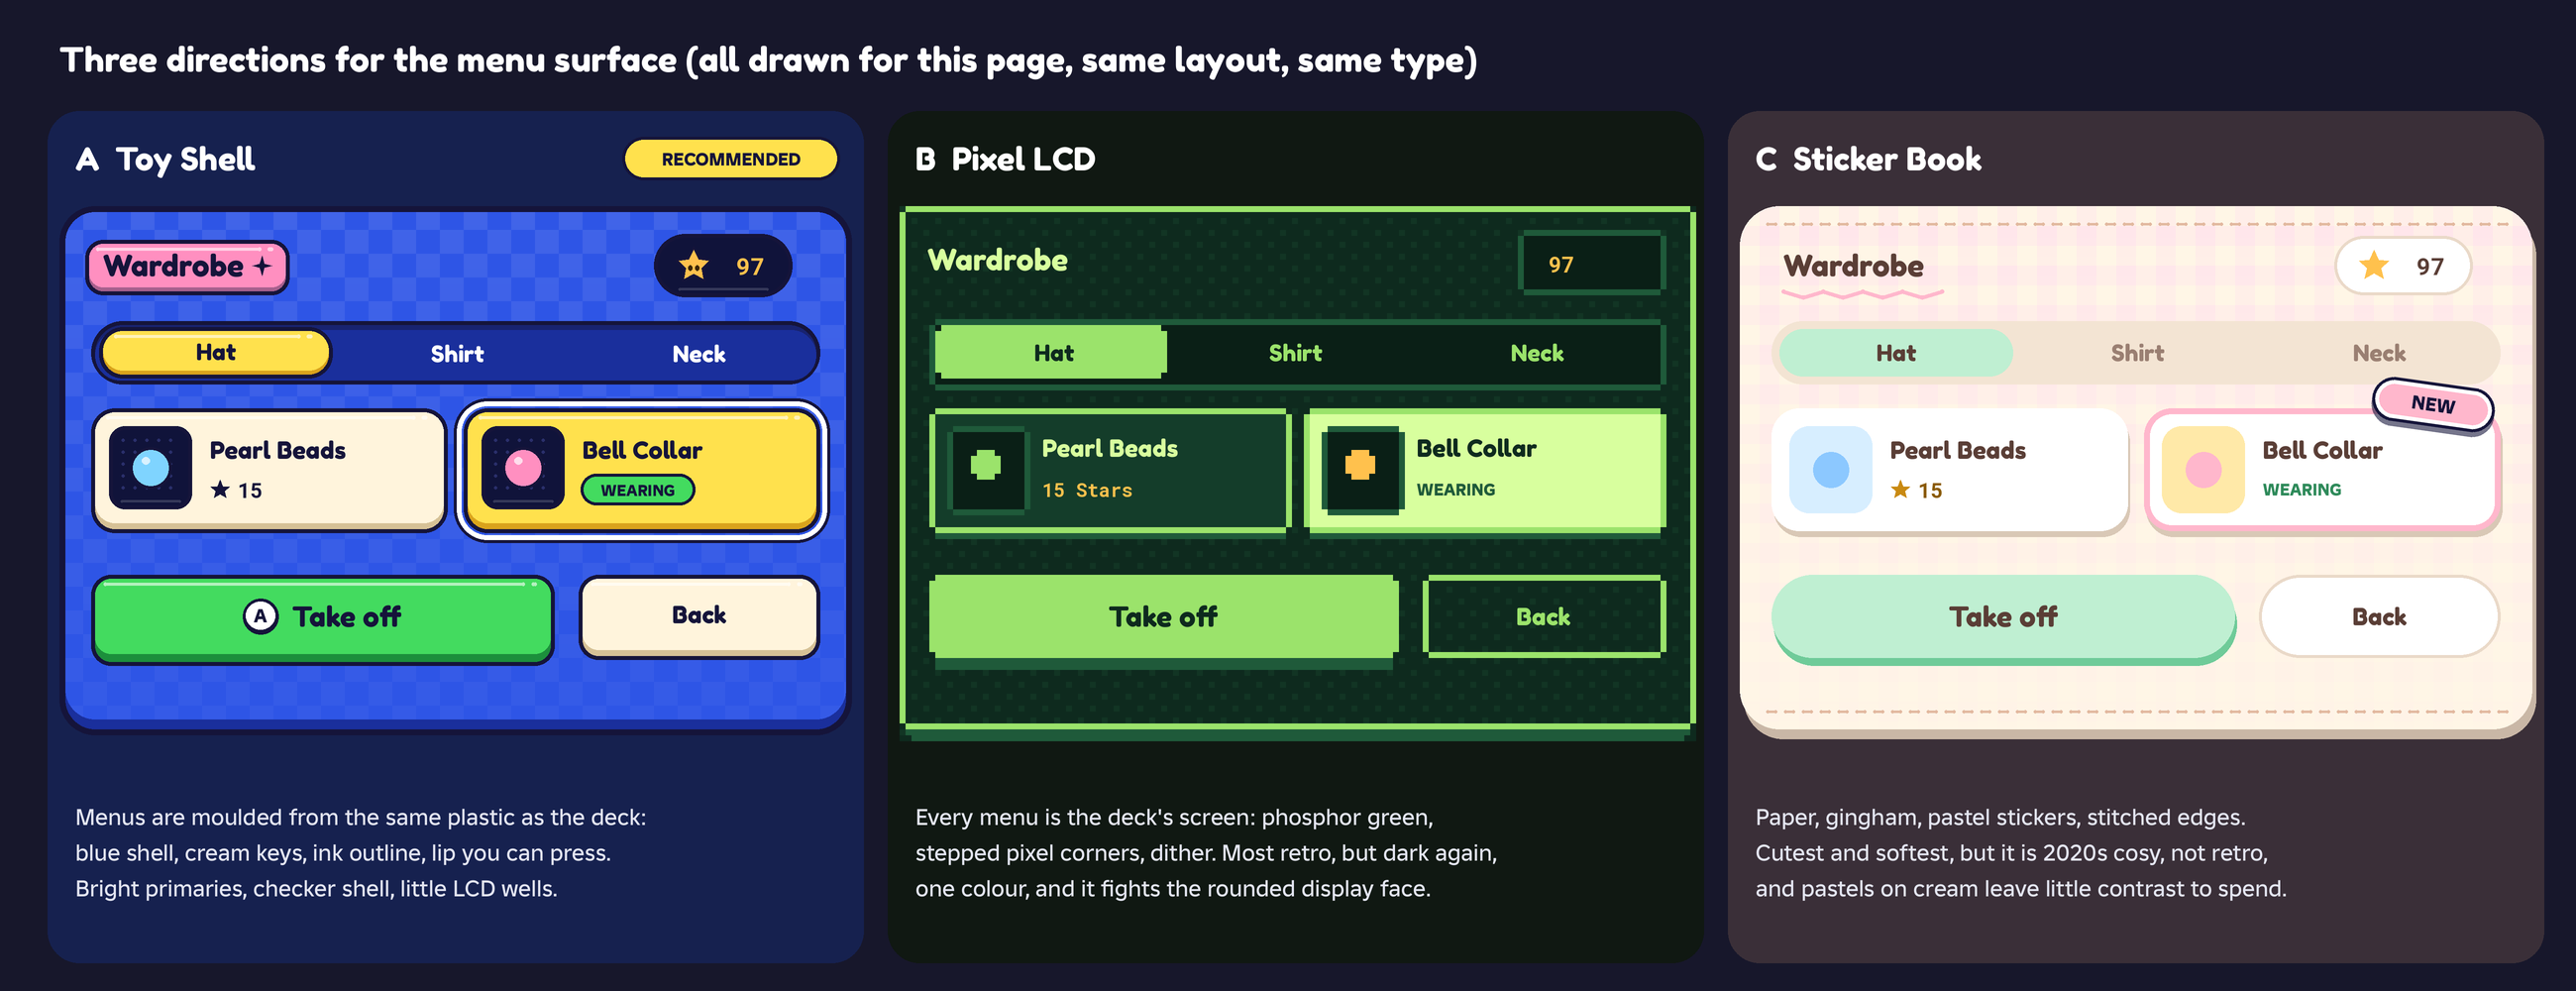 Three directions for the menu surface (all drawn for this page, same layout, same type)
A Toy Shell
RECOMMENDED
Wardrobe
97
Hat
Shirt
Neck
Pearl Beads
15
Bell Collar
WEARING
A Take off
Back
Menus are moulded from the same plastic as the deck:
blue shell, cream keys, ink outline, lip you can press.
Bright primaries, checker shell, little LCD wells.
B Pixel LCD
Wardrobe
97
Hat
Shirt
Neck
Pearl Beads
15 Stars
Bell Collar
WEARING
Take off
Back
Every menu is the deck's screen: phosphor green,
stepped pixel corners, dither. Most retro, but dark again,
one colour, and it fights the rounded display face.
C Sticker Book
Wardrobe
97
Hat
Shirt
Neck
NEW
Pearl Beads
15
Bell Collar
WEARING
Take off
Back
Paper, gingham, pastel stickers, stitched edges.
Cutest and softest, but it is 2020s cosy, not retro,
and pastels on cream leave little contrast to spend.